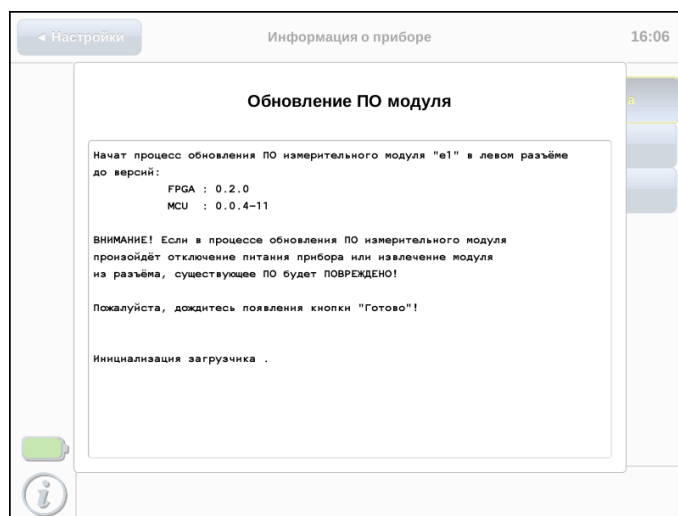 ◄ Настройки
Информация о приборе
16:06
а
Обновление ПО модуля
Начат процесс обновления ПО измерительного модуля "e1" в левом разъёме
до версий:
FPGA : 0.2.0
MCU : 0.0.4-11
ВНИМАНИЕ! Если в процессе обновления ПО измерительного модуля
произойдёт отключение питания прибора или извлечение модуля
из разъёма, существующее ПО будет ПОВРЕЖДЕНО!
Пожалуйста, дождитесь появления кнопки "Готово"!
Инициализация загрузчика .
i